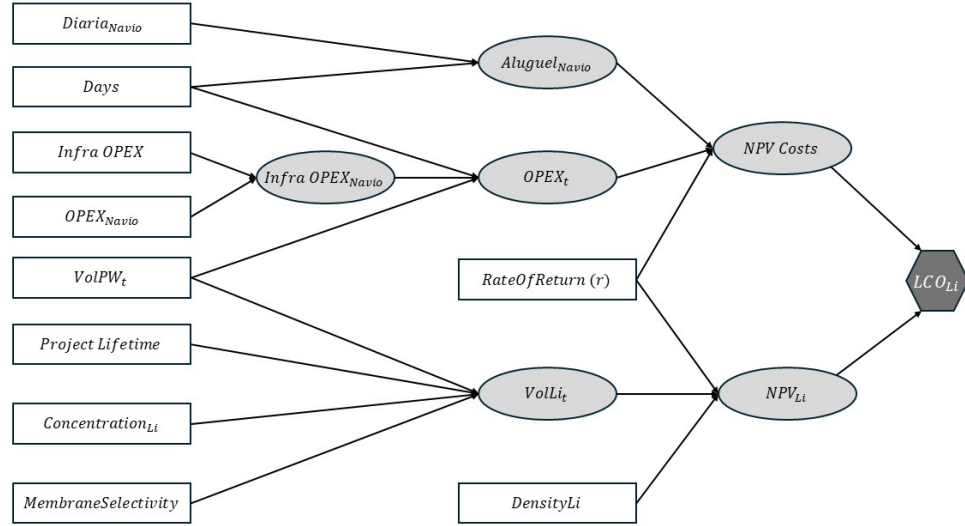 Diaria_Navio
Days
Infra OPEX
OPEX_Navio
VolPW_t
Project Lifetime
Concentration_Li
MembraneSelectivity
Infra OPEX_Navio
Aluguel_Navio
OPEX_t
RateOfReturn (r)
VolLi_t
DensityLi
NPV Costs
NPV_Li
LCO_Li